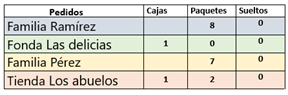 Pedidos Cajas Paquetes Sueltos
Familia Ramírez 8 0
Fonda Las delicias 1 0 0
Familia Pérez 7 0
Tienda Los abuelos 1 2 0